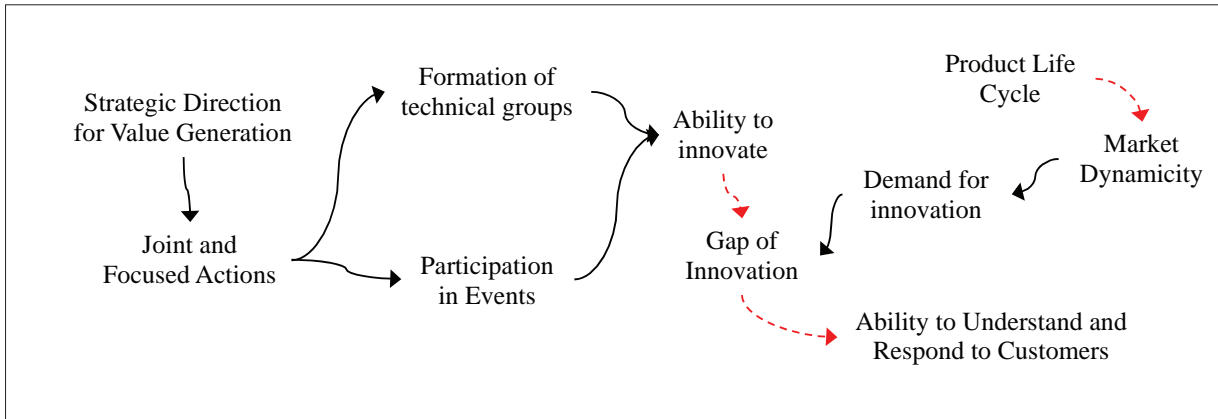 Strategic Direction
for Value Generation
Joint and
Focused Actions
Formation of
technical groups
Participation
in Events
Ability to
innovate
Gap of
Innovation
Product Life
Cycle
Market
Dynamicity
Demand for
innovation
Ability to Understand and
Respond to Customers